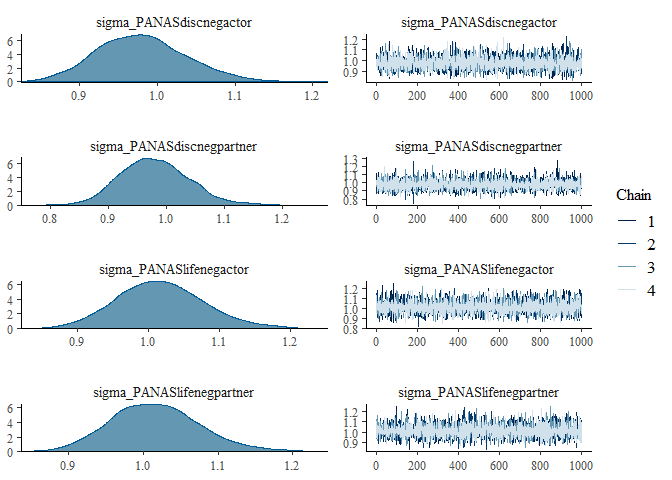 sigma_PANASdiscnegactor
6
4
2
0
0.9 1.0 1.1 1.2
sigma_PANASdiscnegactor
1.2
1.1
1.0
0.9
0 200 400 600 800 1000
sigma_PANASdiscnegpartner
6
4
2
0
0.8 0.9 1.0 1.1 1.2
sigma_PANASdiscnegpartner
1.3
1.2
1.1
1.0
0.9
0.8
0 200 400 600 800 1000
sigma_PANASlifenegactor
6
4
2
0
0.9 1.0 1.1 1.2
sigma_PANASlifenegactor
1.2
1.1
1.0
0.9
0.8
0 200 400 600 800 1000
sigma_PANASlifenegpartner
6
4
2
0
0.9 1.0 1.1 1.2
sigma_PANASlifenegpartner
1.2
1.1
1.0
0.9
0 200 400 600 800 1000
Chain
1
2
3
4